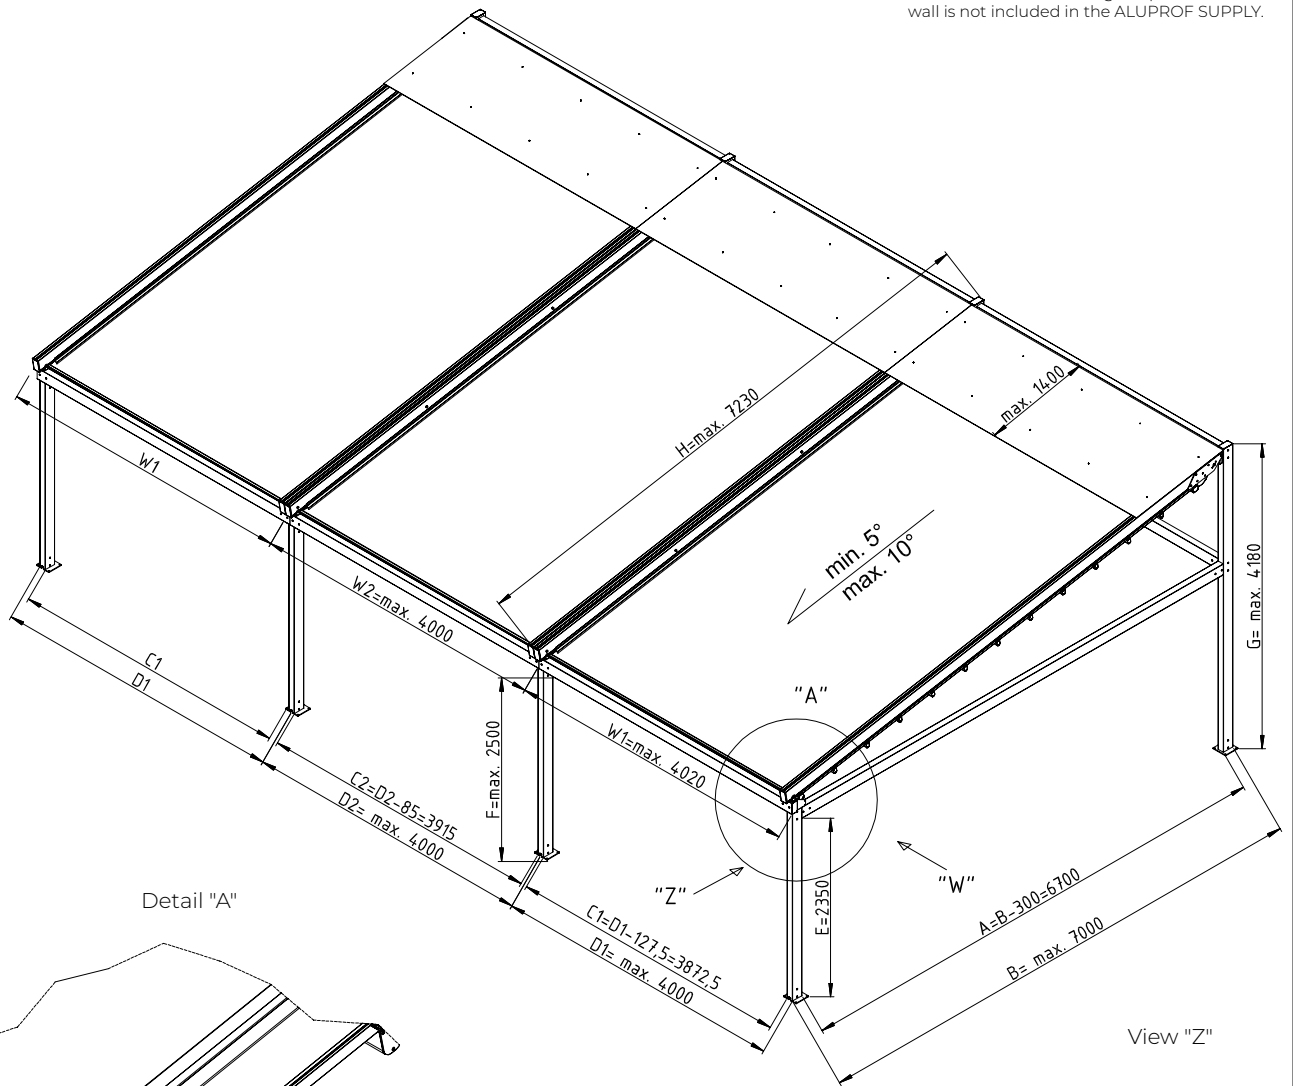 wall is not included in the ALUPROF SUPPLY.
H=max. 7230
max. 1400
W1
W2=max. 4000
min. 5°
max. 10°
G= max. 4180
C1
D1
"A"
F=max. 2500
W1=max. 4020
C2=D2-85=3915
D2= max. 4000
"Z"
"W"
E=2350
Detail "A"
C1=D1-127,5=3872,5
D1= max. 4000
A=B-300=6700
B= max. 7000
View "Z"